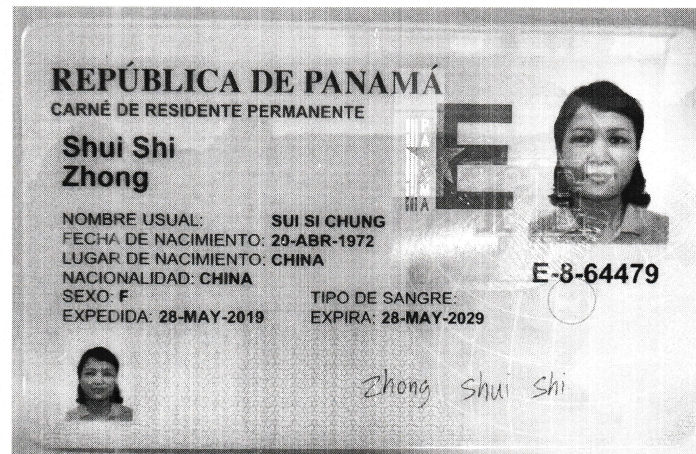 REPÚBLICA DE PANAMÁ
CARNÉ DE RESIDENTE PERMANENTE
Shui Shi
Zhong
NOMBRE USUAL: SUI SI CHUNG
FECHA DE NACIMIENTO: 29-ABR-1972
LUGAR DE NACIMIENTO: CHINA
NACIONALIDAD: CHINA
SEXO: F TIPO DE SANGRE:
EXPEDIDA: 28-MAY-2019 EXPIRA: 28-MAY-2029
E
E-8-64479
Zhong Shui Shi